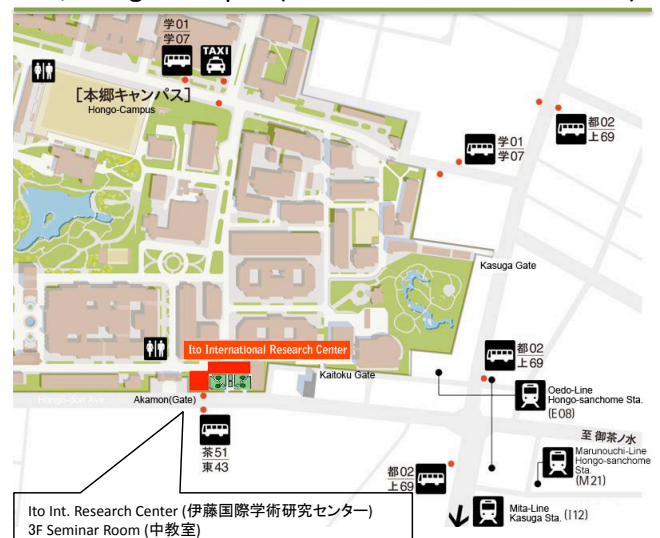 学01
学07
TAXI
[本郷キャンパス]
Hongo-Campus
都02
上69
学01
学07
Kasuga Gate
Ito International Research Center
都02
上69
Kaitoku Gate
Oedo-Line
Hongo-sanchome Sta.
(E08)
Hongo-dori Ave.
Akamon(Gate)
至 御茶ノ水
茶51
東43
Marunouchi-Line
Hongo-sanchome
Sta.
(M21)
都02
上69
Mita-Line
Kasuga Sta. (I12)
Ito Int. Research Center (伊藤国際学術研究センター)
3F Seminar Room (中教室)